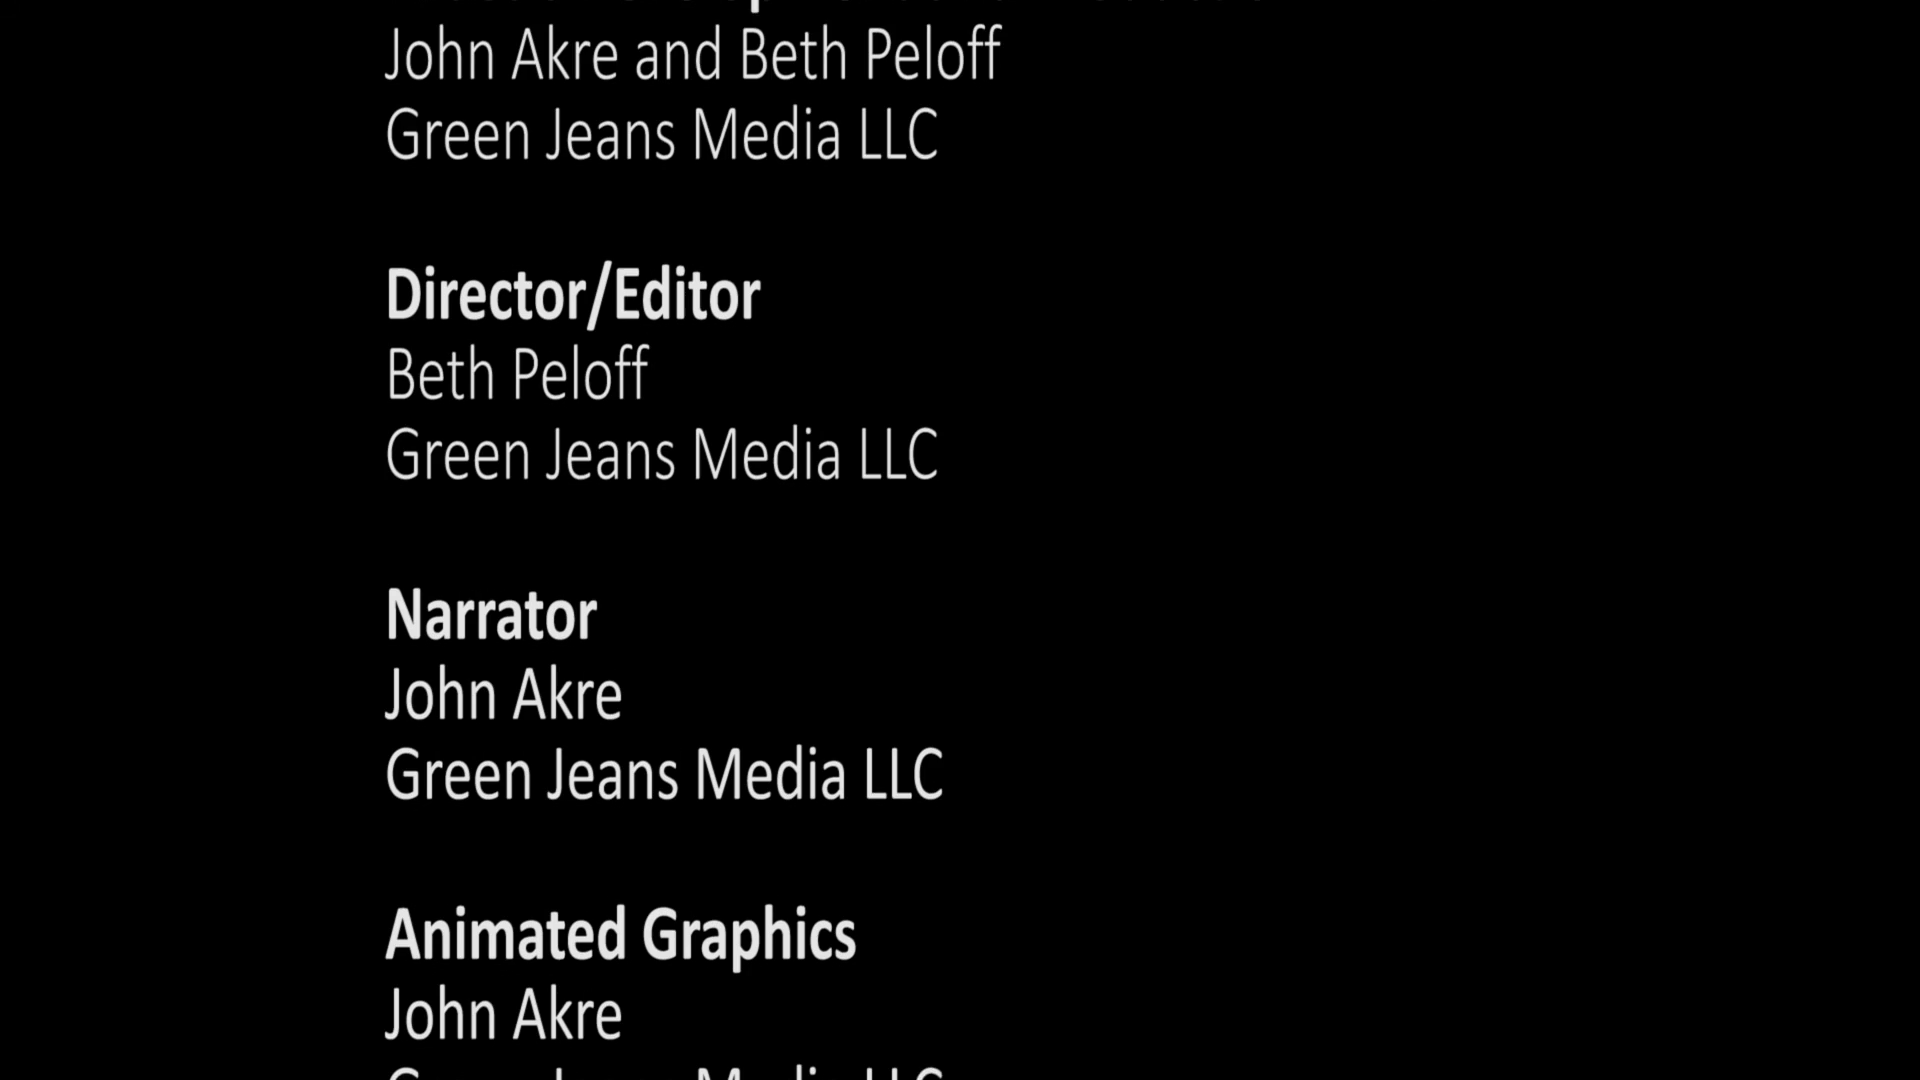 John Akre and Beth Peloff
Green Jeans Media LLC
Director/Editor
Beth Peloff
Green Jeans Media LLC
Narrator
John Akre
Green Jeans Media LLC
Animated Graphics
John Akre